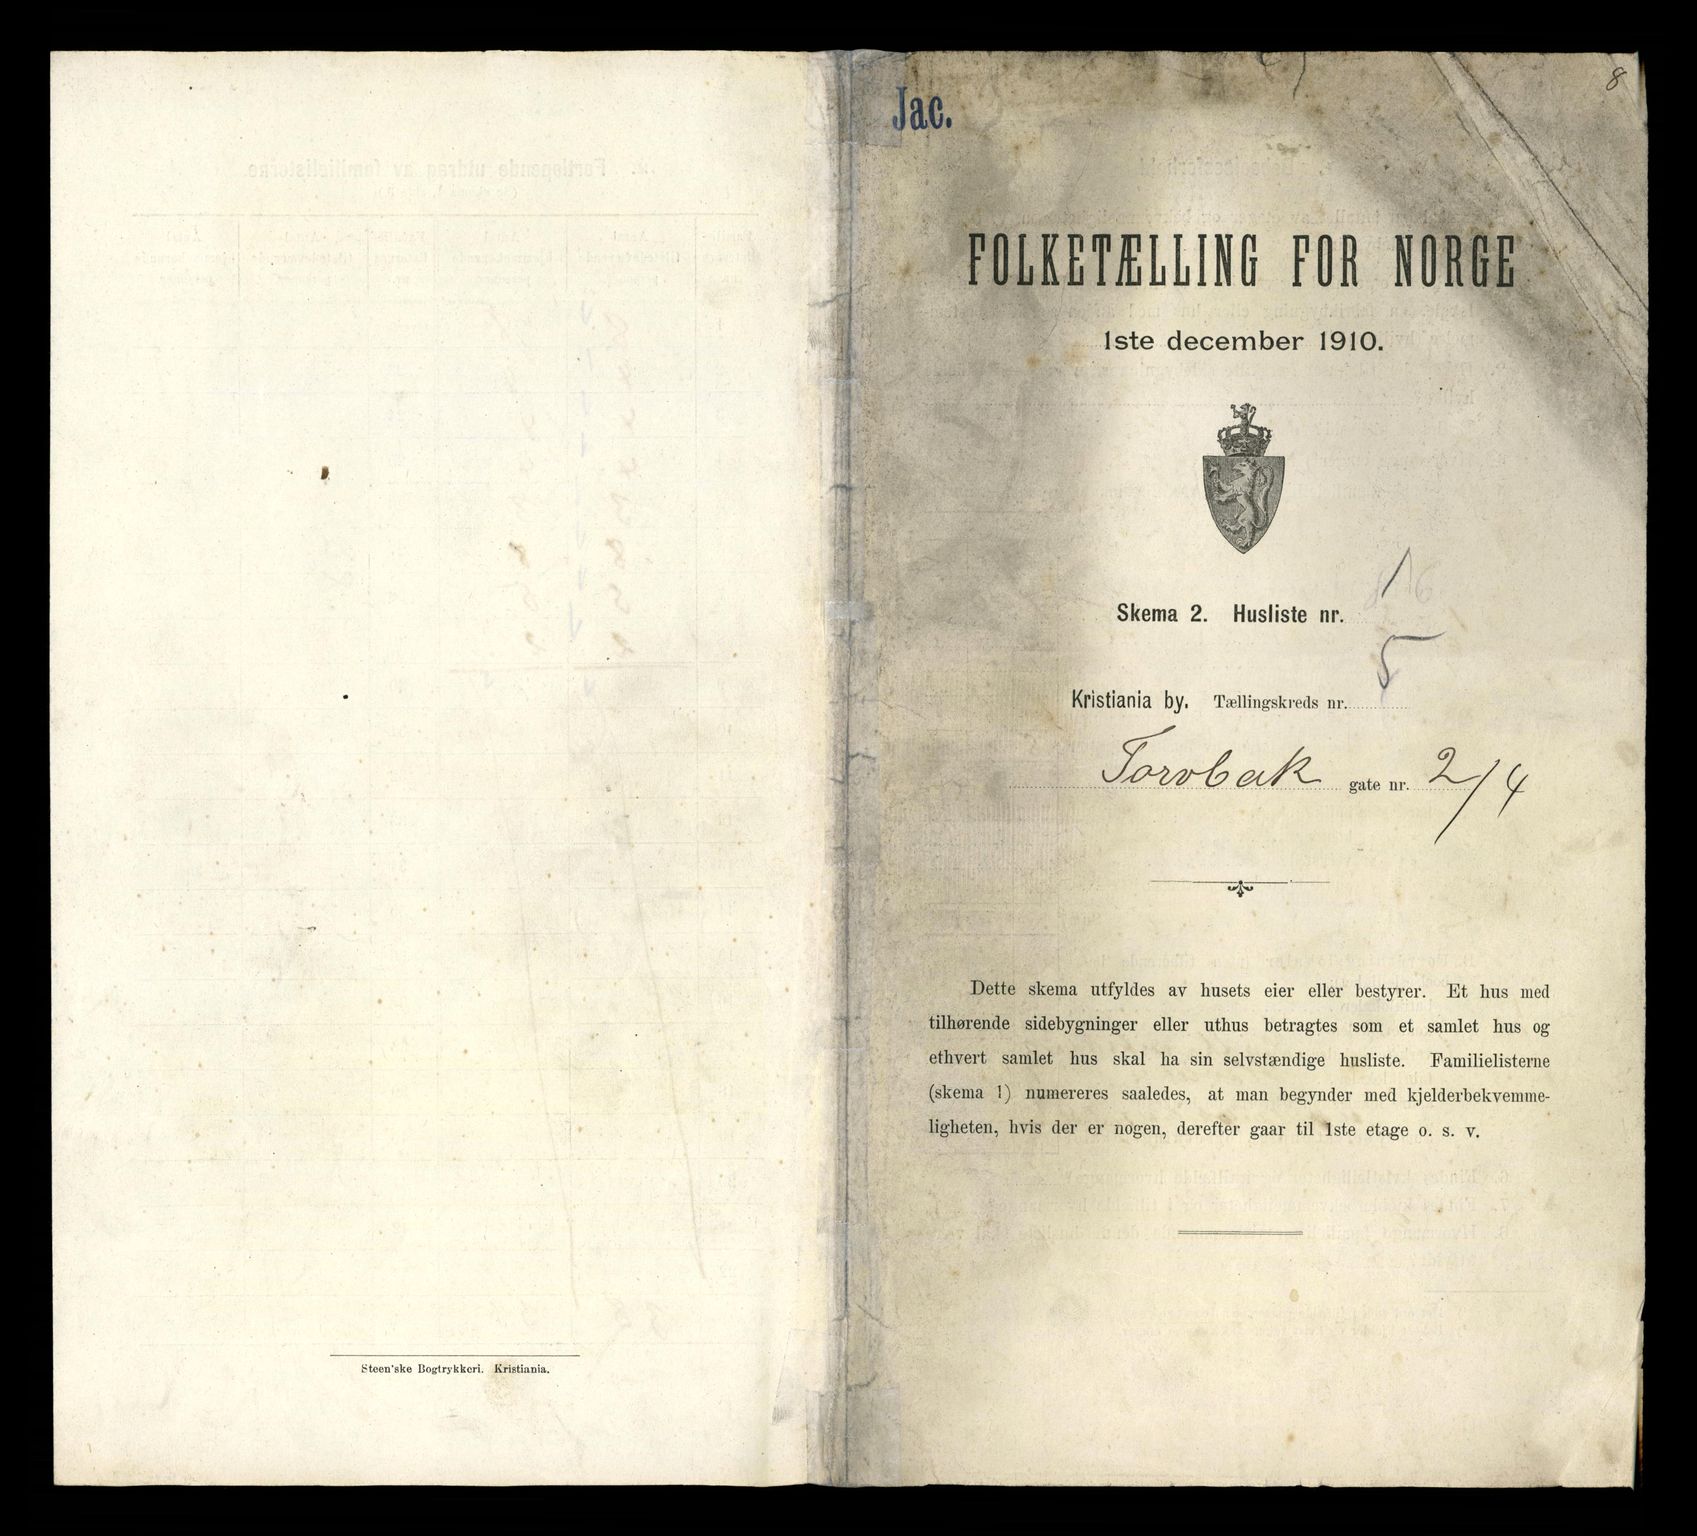 Steen'ske Bogtrykkeri. Kristiania.
8
Jac.
FOLKETÆLLING FOR NORGE
1ste december 1910.
Skema 2. Husliste nr. 1
Kristiania by. Tællingskreds nr. 5
Torvbak gate nr. 2/4
Dette skema utfyldes av husets eier eller bestyrer. Et hus med
tilhørende sidebygninger eller uthus betragtes som et samlet hus og
ethvert samlet hus skal ha sin selvstændige husliste. Familielisterne
(skema 1) numereres saaledes, at man begynder med kjelderbekvemme-
ligheten, hvis der er nogen, derefter gaar til 1ste etage o. s. v.